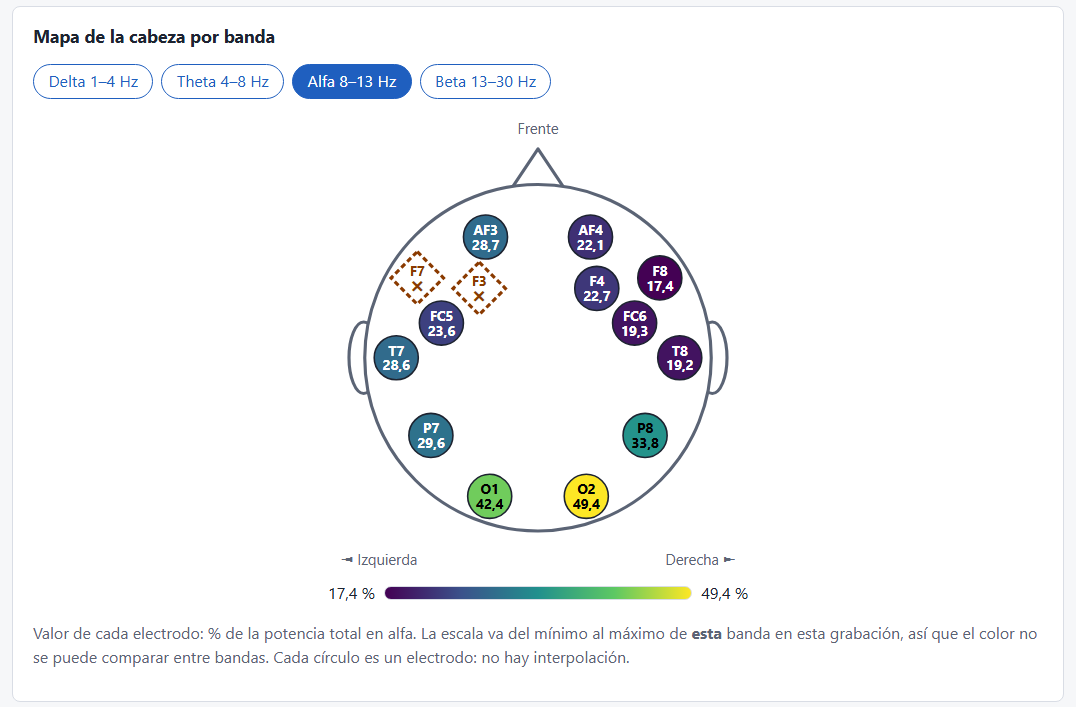 Mapa de la cabeza por banda
Delta 1–4 Hz
Theta 4–8 Hz
Alfa 8–13 Hz
Beta 13–30 Hz
Frente
AF3
28,7
AF4
22,1
F7
✕
F3
✕
F4
22,7
F8
17,4
FC5
23,6
FC6
19,3
T7
28,6
T8
19,2
P7
29,6
P8
33,8
O1
42,4
O2
49,4
◄ Izquierda
Derecha ►
17,4 %
49,4 %
Valor de cada electrodo: % de la potencia total en alfa. La escala va del mínimo al máximo de esta banda en esta grabación, así que el color no
se puede comparar entre bandas. Cada círculo es un electrodo: no hay interpolación.